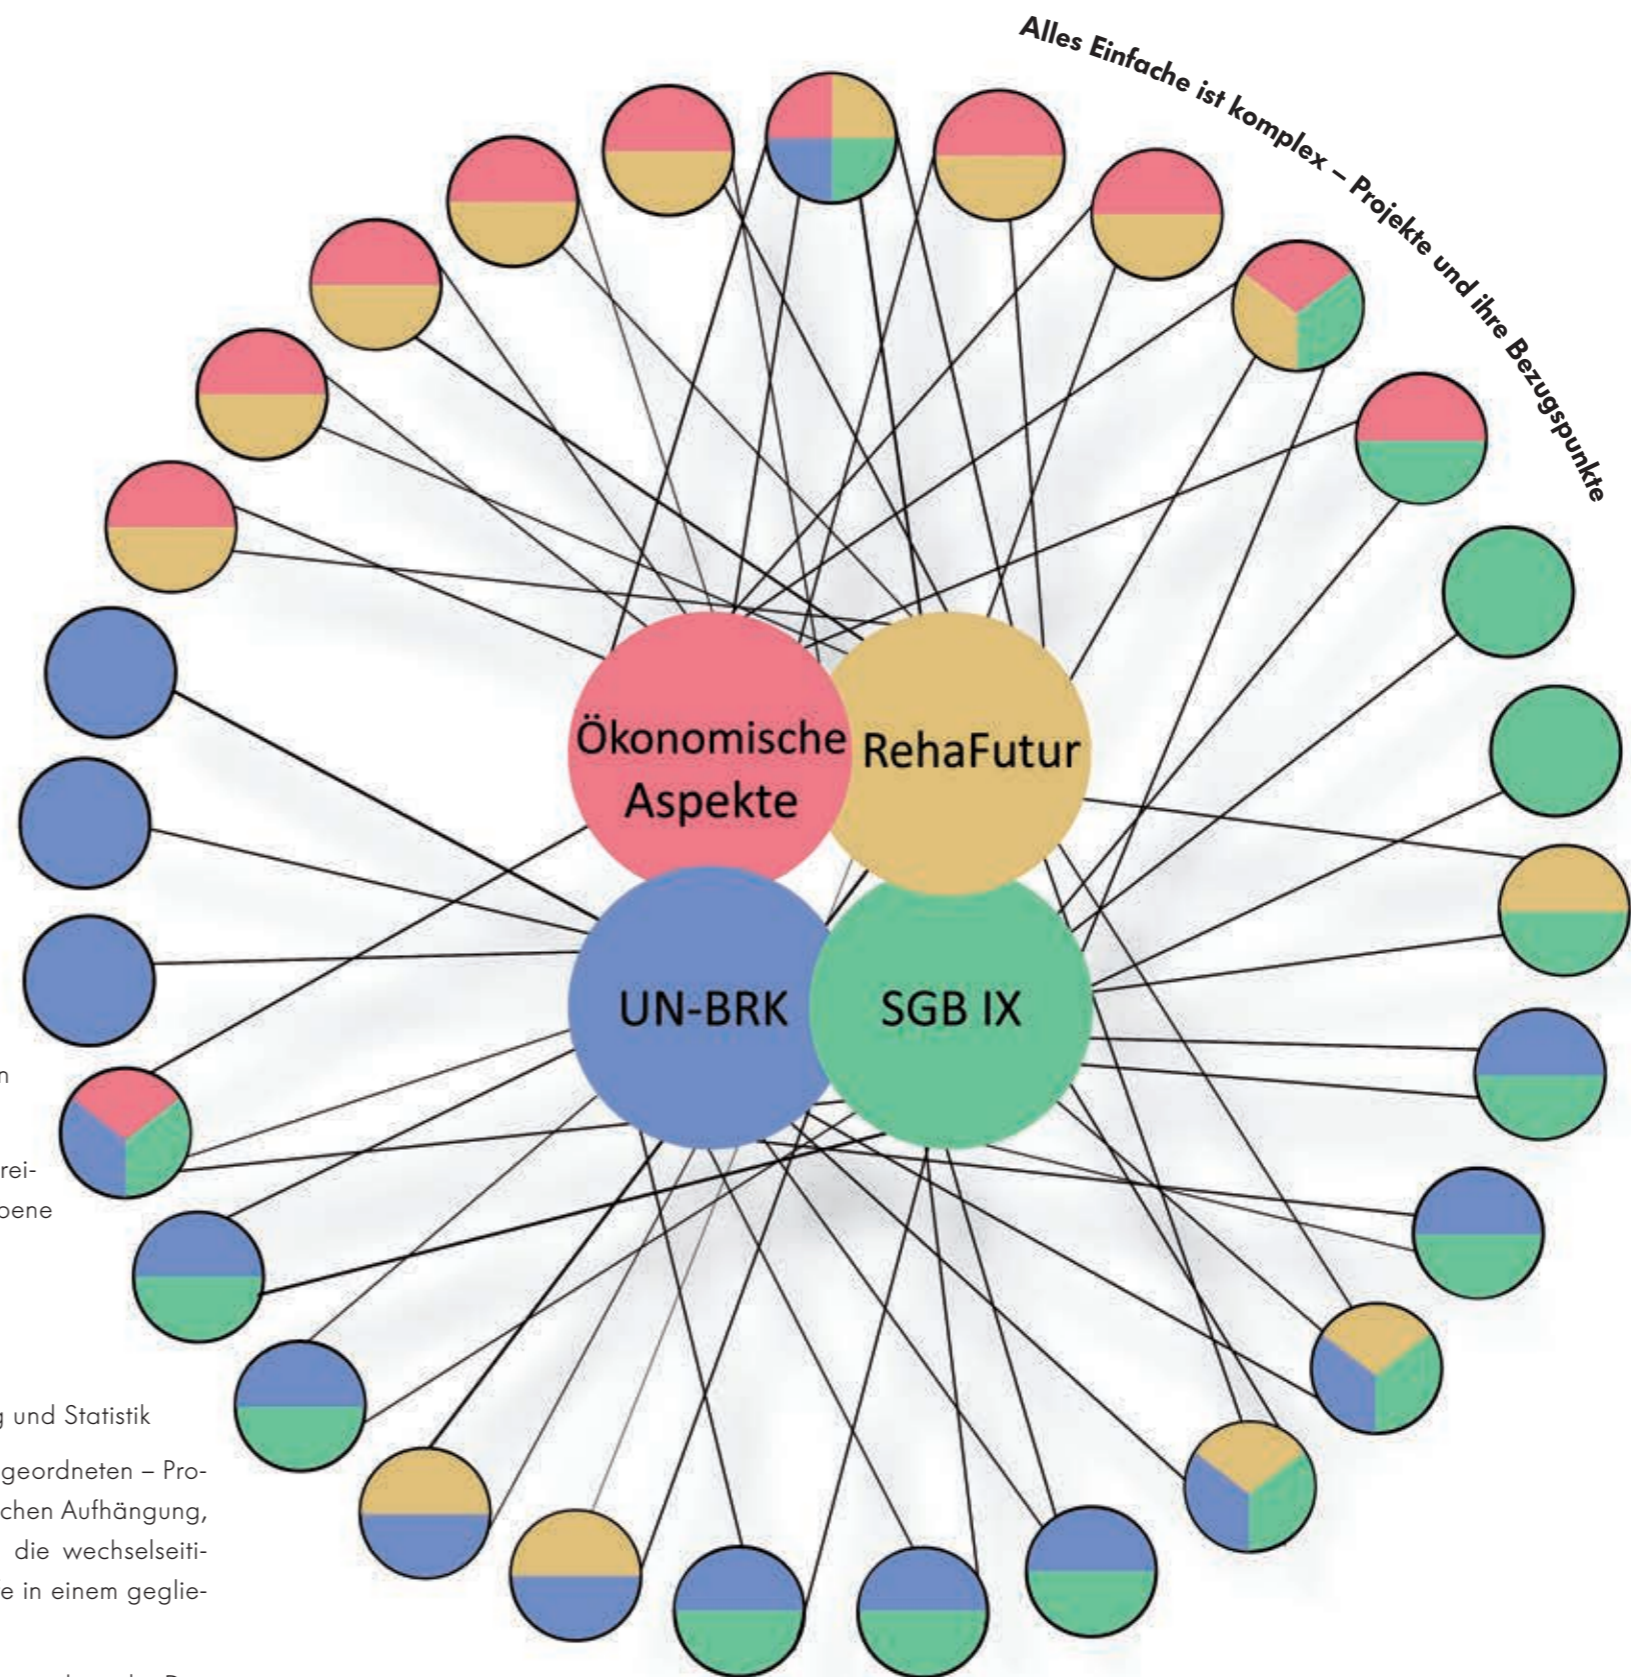 Alles Einfache ist komplex – Projekte und ihre Bezugspunkte
Ökonomische
Aspekte
RehaFutur
UN-BRK
SGB IX
n
rei-
bene
g und Statistik
geordneten – Pro-
chen Aufhängung,
die wechselseiti-
e in einem geglie-